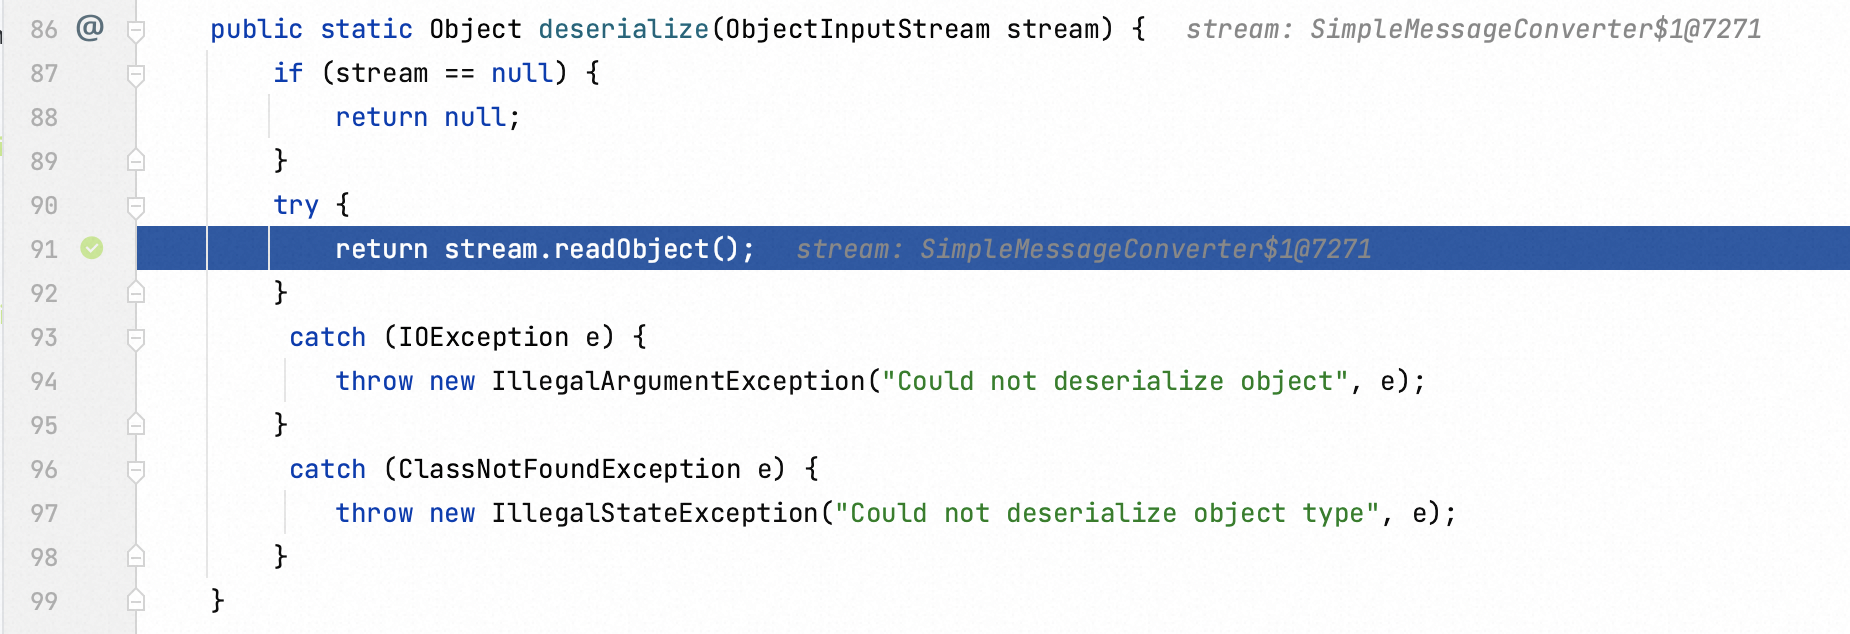 86 @ public static Object deserialize(ObjectInputStream stream) { stream: SimpleMessageConverter$1@7271
87 if (stream == null) {
88 return null;
89 }
90 try {
91 return stream.readObject(); stream: SimpleMessageConverter$1@7271
92 }
93 catch (IOException e) {
94 throw new IllegalArgumentException("Could not deserialize object", e);
95 }
96 catch (ClassNotFoundException e) {
97 throw new IllegalStateException("Could not deserialize object type", e);
98 }
99 }